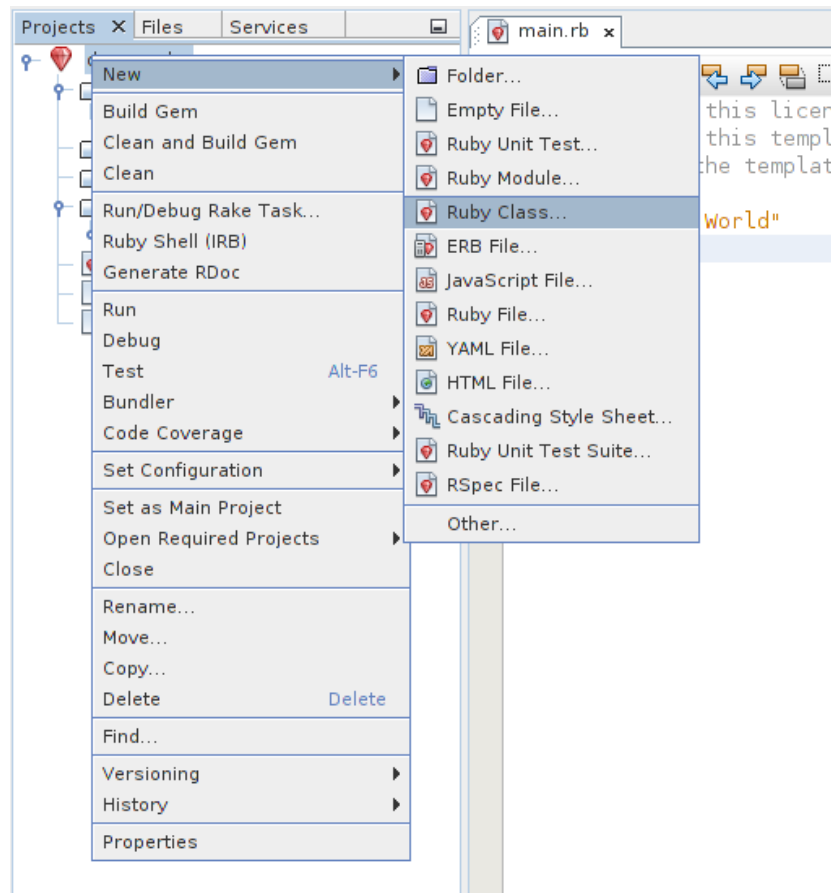 Projects
Files
Services
main.rb
New
Build Gem
Clean and Build Gem
Clean
Run/Debug Rake Task...
Ruby Shell (IRB)
Generate RDoc
Run
Debug
Test Alt-F6
Bundler
Code Coverage
Set Configuration
Set as Main Project
Open Required Projects
Close
Rename...
Move...
Copy...
Delete Delete
Find...
Versioning
History
Properties
Folder...
Empty File...
Ruby Unit Test...
Ruby Module...
Ruby Class...
ERB File...
JavaScript File...
Ruby File...
YAML File...
HTML File...
Cascading Style Sheet...
Ruby Unit Test Suite...
RSpec File...
Other...
this licen
this templ
he templat
World"